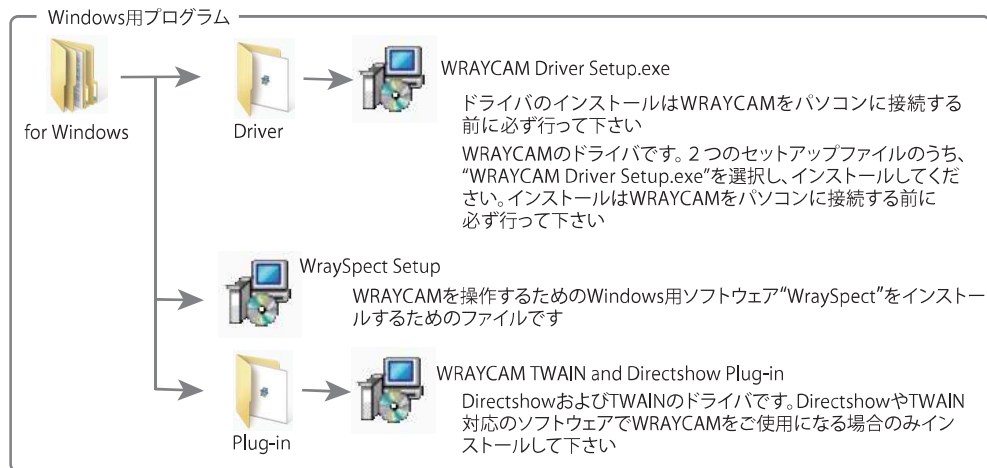 Windows用プログラム
for Windows
Driver
WRAYCAM Driver Setup.exe
ドライバのインストールはWRAYCAMをパソコンに接続する
前に必ず行って下さい
WRAYCAMのドライバです。２つのセットアップファイルのうち、
“WRAYCAM Driver Setup.exe”を選択し、インストールしてくだ
さい。インストールはWRAYCAMをパソコンに接続する前に
必ず行って下さい
WraySpect Setup
WRAYCAMを操作するためのWindows用ソフトウェア“WraySpect”をインストー
ルするためのファイルです
Plug-in
WRAYCAM TWAIN and Directshow Plug-in
DirectshowおよびTWAINのドライバです。DirectshowやTWAIN
対応のソフトウェアでWRAYCAMをご使用になる場合のみイン
ストールして下さい